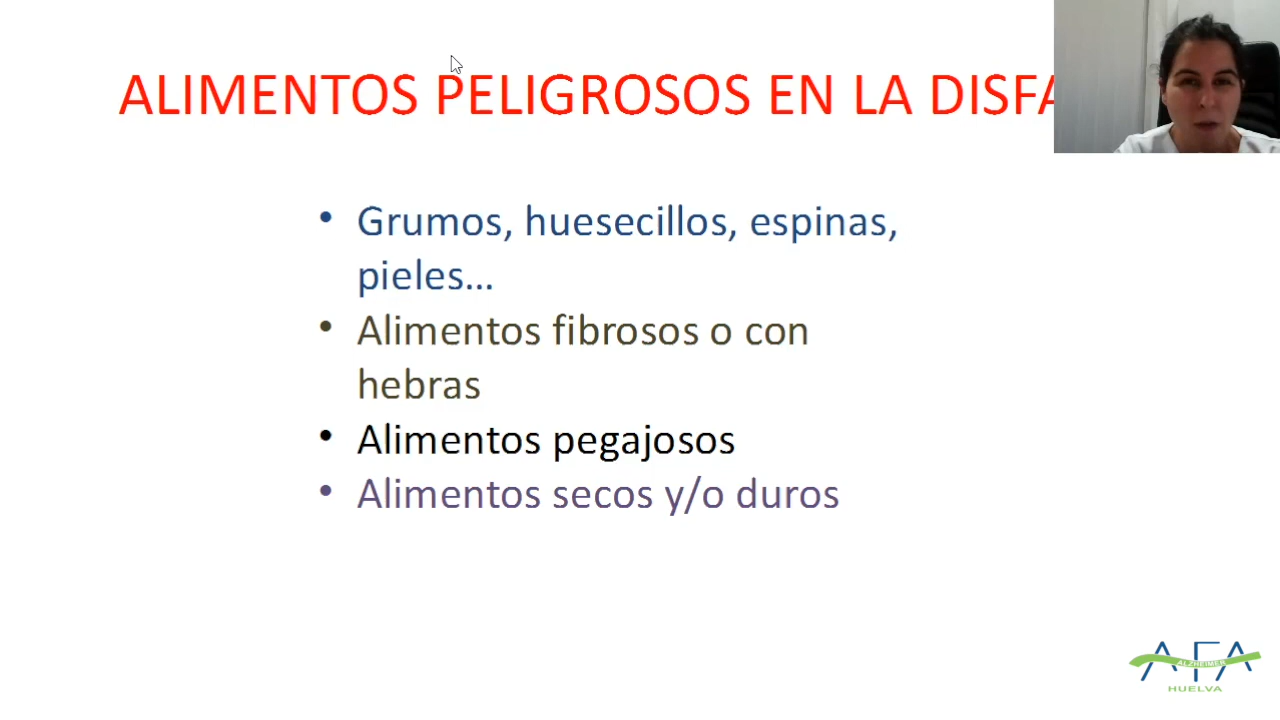 ALIMENTOS PELIGROSOS EN LA DISFA
• Grumos, huesecillos, espinas,
pieles...
• Alimentos fibrosos o con
hebras
• Alimentos pegajosos
• Alimentos secos y/o duros
AFA
ALZHEIMER
HUELVA